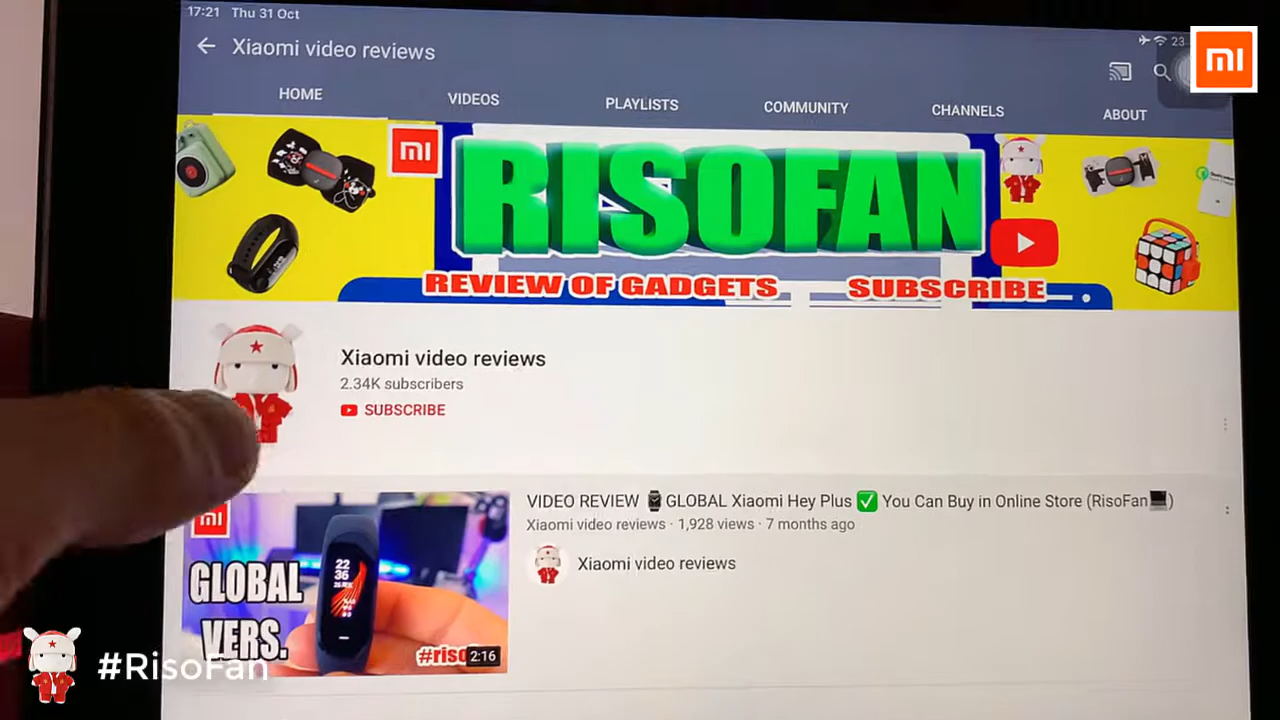 17:21 Thu 31 Oct
23
Xiaomi video reviews
HOME VIDEOS PLAYLISTS COMMUNITY CHANNELS ABOUT
RISOFAN
REVIEW OF GADGETS SUBSCRIBE
Xiaomi video reviews
2.34K subscribers
SUBSCRIBE
VIDEO REVIEW ⌚GLOBAL Xiaomi Hey Plus ✅ You Can Buy in Online Store (RisoFan💻)
Xiaomi video reviews · 1,928 views · 7 months ago
Xiaomi video reviews
GLOBAL
VERS.
22
36
2:16
#RisoFan